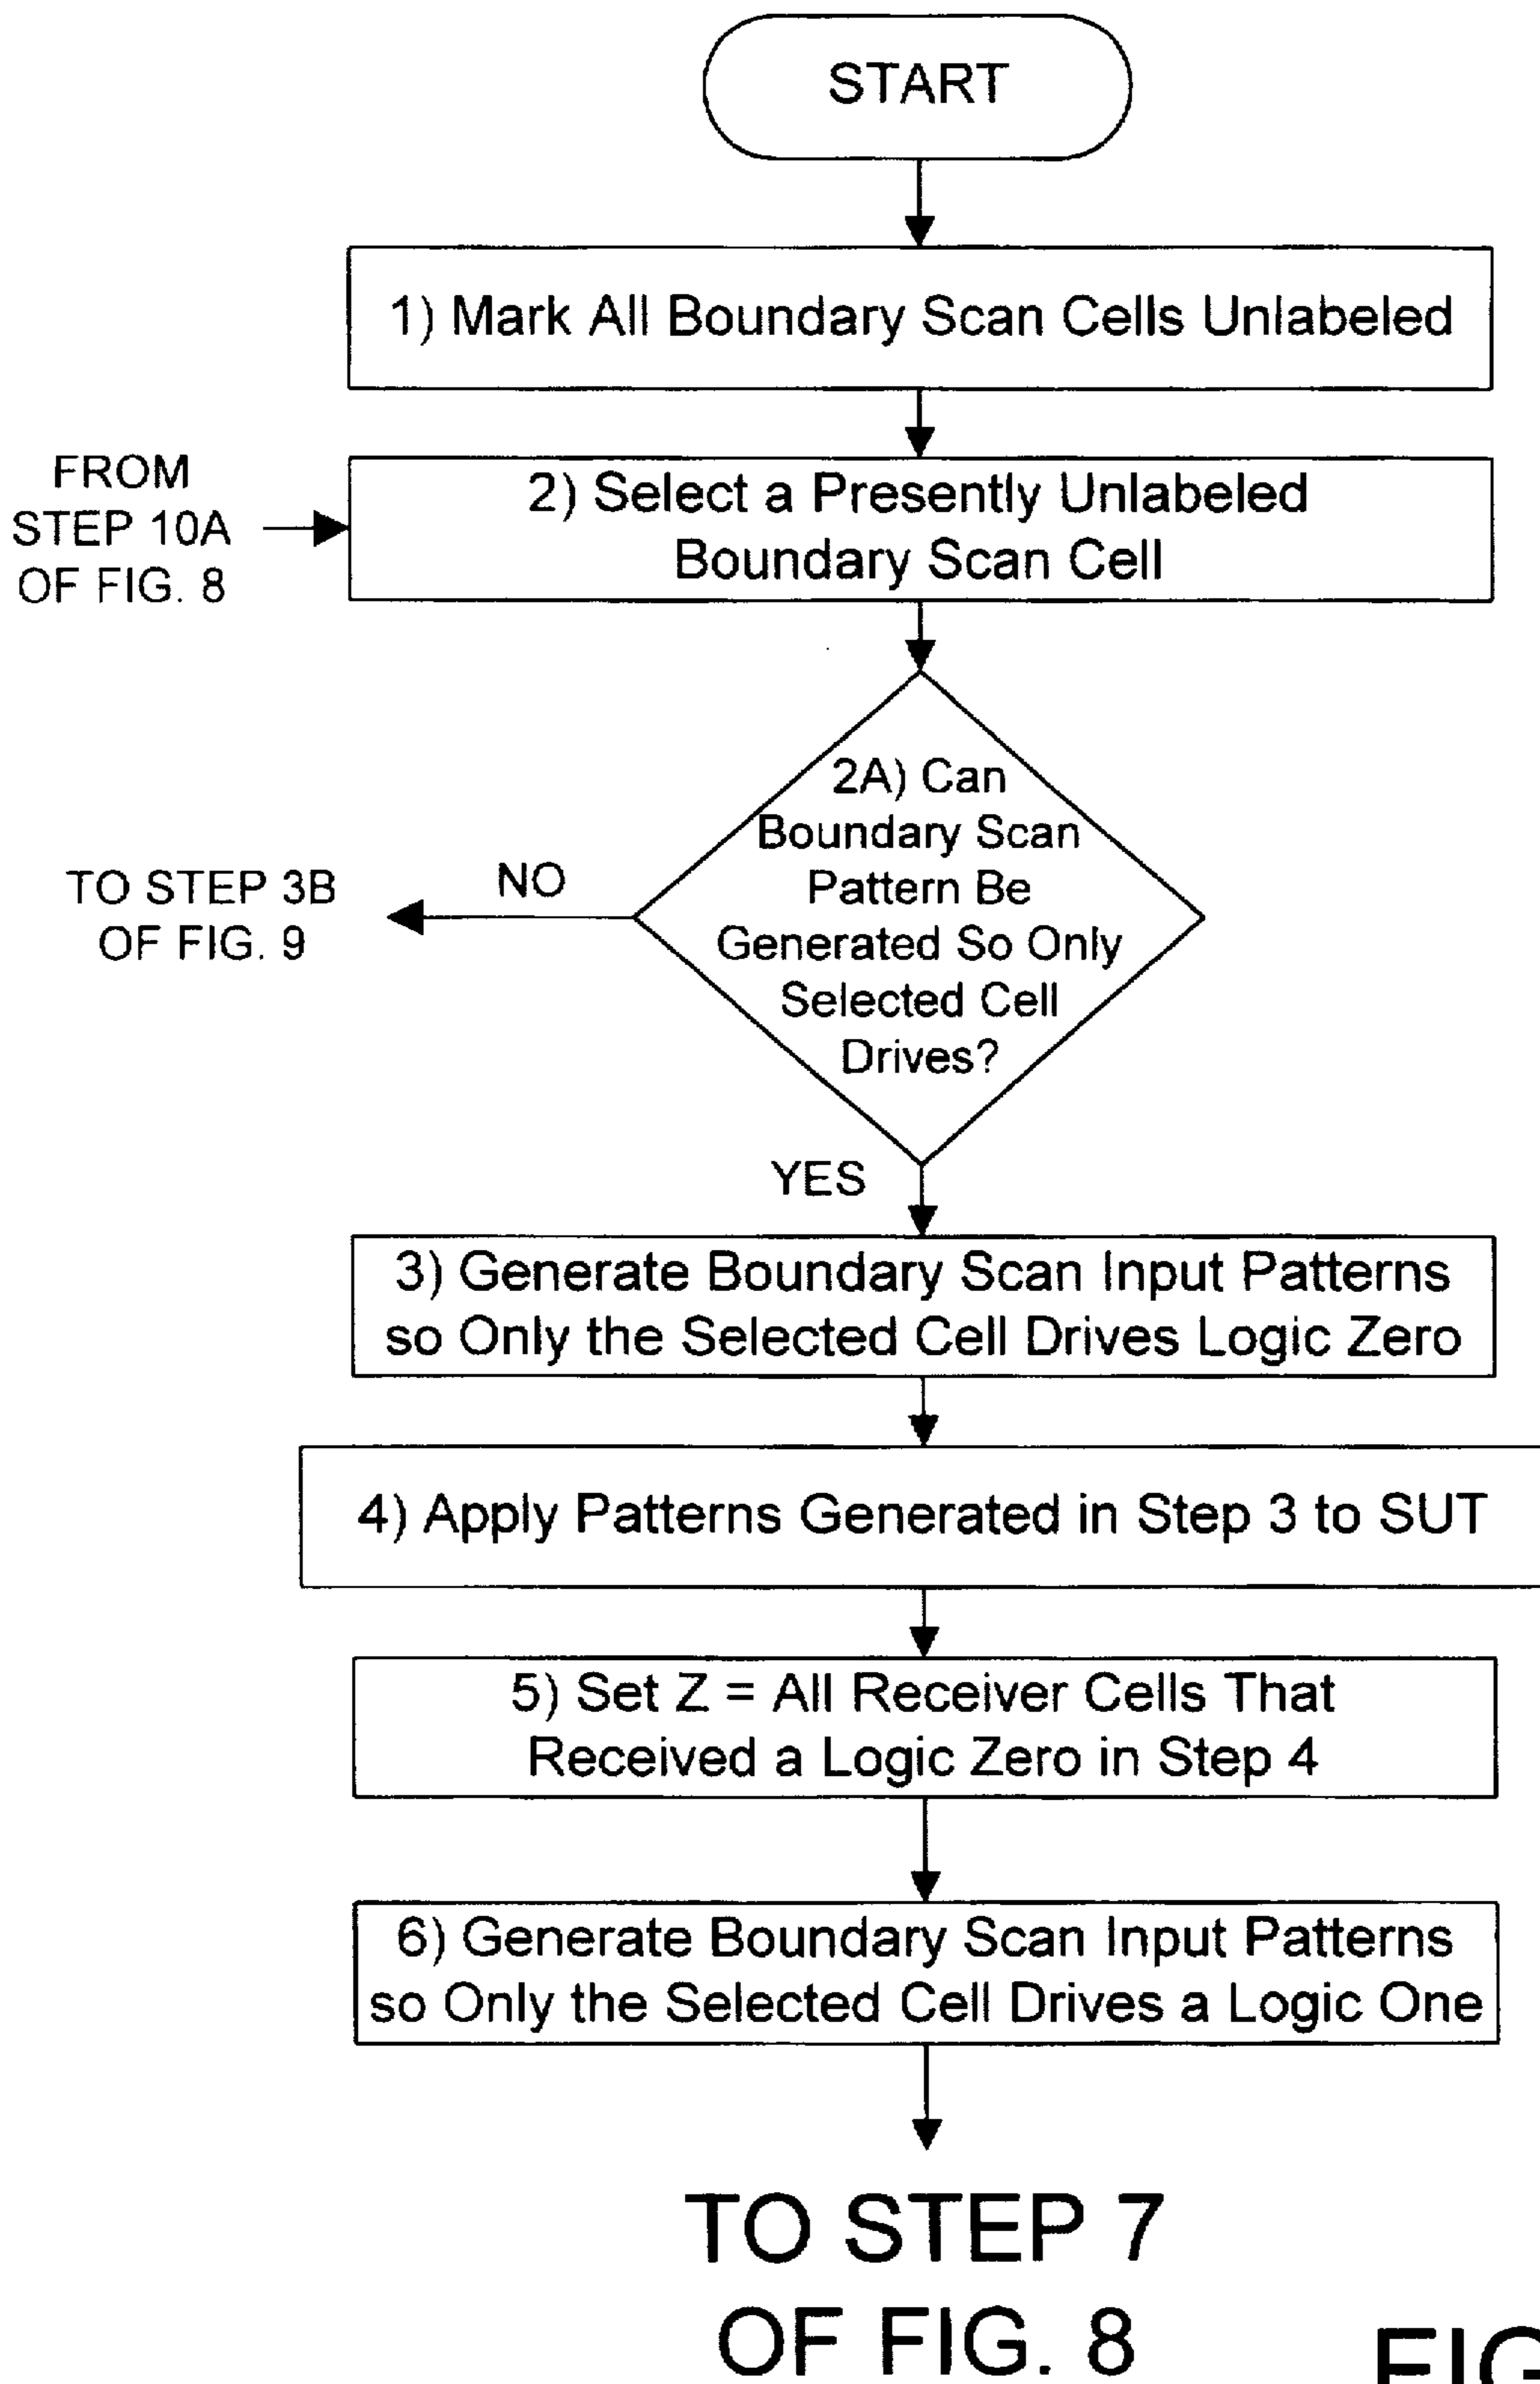 START
1) Mark All Boundary Scan Cells Unlabeled
FROM
STEP 10A
OF FIG. 8
2) Select a Presently Unlabeled
Boundary Scan Cell
2A) Can
Boundary Scan
Pattern Be
Generated So Only
Selected Cell
Drives?
NO
TO STEP 3B
OF FIG. 9
YES
3) Generate Boundary Scan Input Patterns
so Only the Selected Cell Drives Logic Zero
4) Apply Patterns Generated in Step 3 to SUT
5) Set Z = All Receiver Cells That
Received a Logic Zero in Step 4
6) Generate Boundary Scan Input Patterns
so Only the Selected Cell Drives a Logic One
TO STEP 7
OF FIG. 8